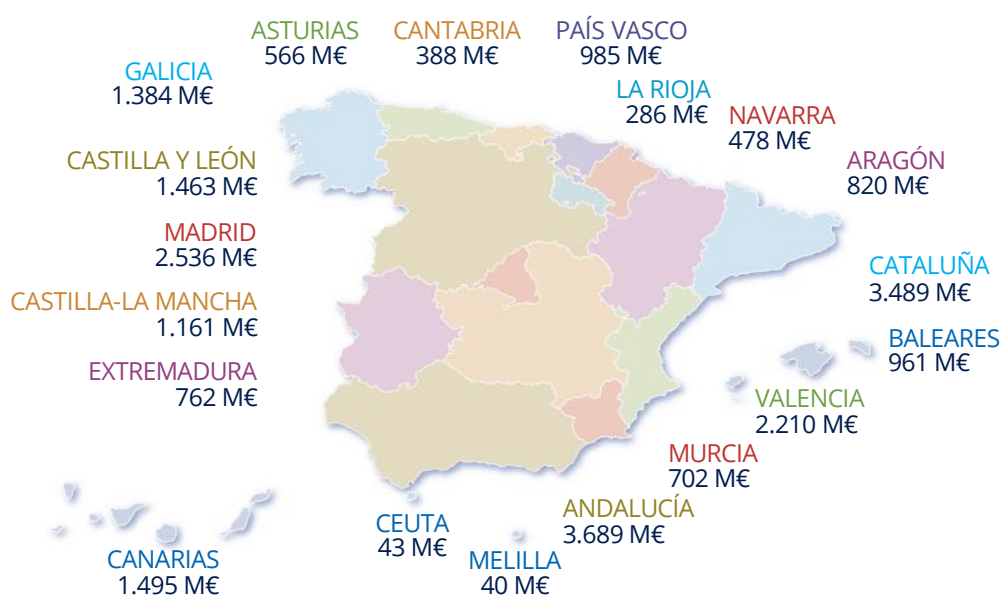 ASTURIAS
566 M€
CANTABRIA
388 M€
PAÍS VASCO
985 M€
GALICIA
1.384 M€
LA RIOJA
286 M€
NAVARRA
478 M€
CASTILLA Y LEÓN
1.463 M€
ARAGÓN
820 M€
MADRID
2.536 M€
CATALUÑA
3.489 M€
CASTILLA-LA MANCHA
1.161 M€
BALEARES
961 M€
EXTREMADURA
762 M€
VALENCIA
2.210 M€
MURCIA
702 M€
ANDALUCÍA
3.689 M€
CEUTA
43 M€
MELILLA
40 M€
CANARIAS
1.495 M€